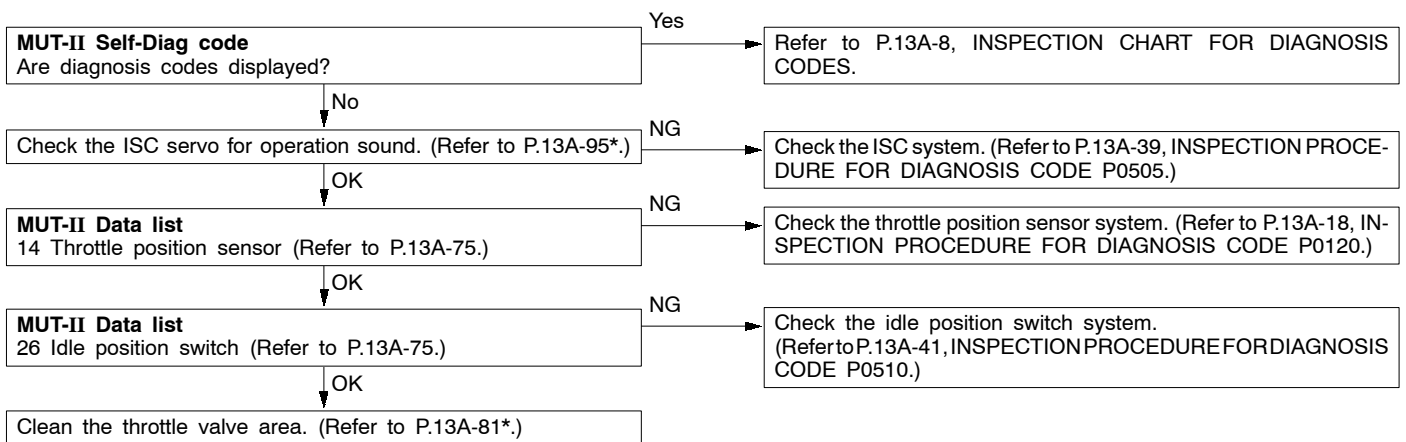 MUT-II Self-Diag code
Are diagnosis codes displayed?
Yes
Refer to P.13A-8, INSPECTION CHART FOR DIAGNOSIS
CODES.
No
Check the ISC servo for operation sound. (Refer to P.13A-95*.)
NG
Check the ISC system. (Refer to P.13A-39, INSPECTION PROCE-
DURE FOR DIAGNOSIS CODE P0505.)
OK
MUT-II Data list
14 Throttle position sensor (Refer to P.13A-75.)
NG
Check the throttle position sensor system. (Refer to P.13A-18, IN-
SPECTION PROCEDURE FOR DIAGNOSIS CODE P0120.)
OK
MUT-II Data list
26 Idle position switch (Refer to P.13A-75.)
NG
Check the idle position switch system.
(Refer to P.13A-41, INSPECTION PROCEDURE FOR DIAGNOSIS
CODE P0510.)
OK
Clean the throttle valve area. (Refer to P.13A-81*.)